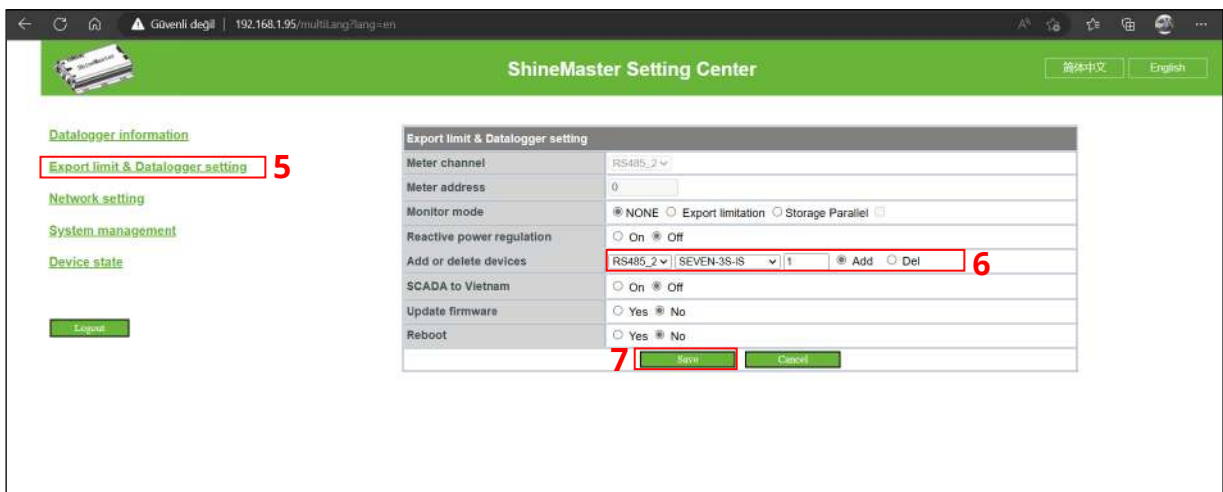 Güvenli değil | 192.168.1.95/multiLang?lang=en
ShineMaster
ShineMaster Setting Center
简体中文
English
Datalogger information
Export limit & Datalogger setting 5
Network setting
System management
Device state
Logout
Export limit & Datalogger setting
Meter channel RS485_2
Meter address 0
Monitor mode NONE Export limitation Storage Parallel
Reactive power regulation On Off
Add or delete devices RS485_2 SEVEN-3S-IS 1 Add Del 6
SCADA to Vietnam On Off
Update firmware Yes No
Reboot Yes No
7 Save Cancel